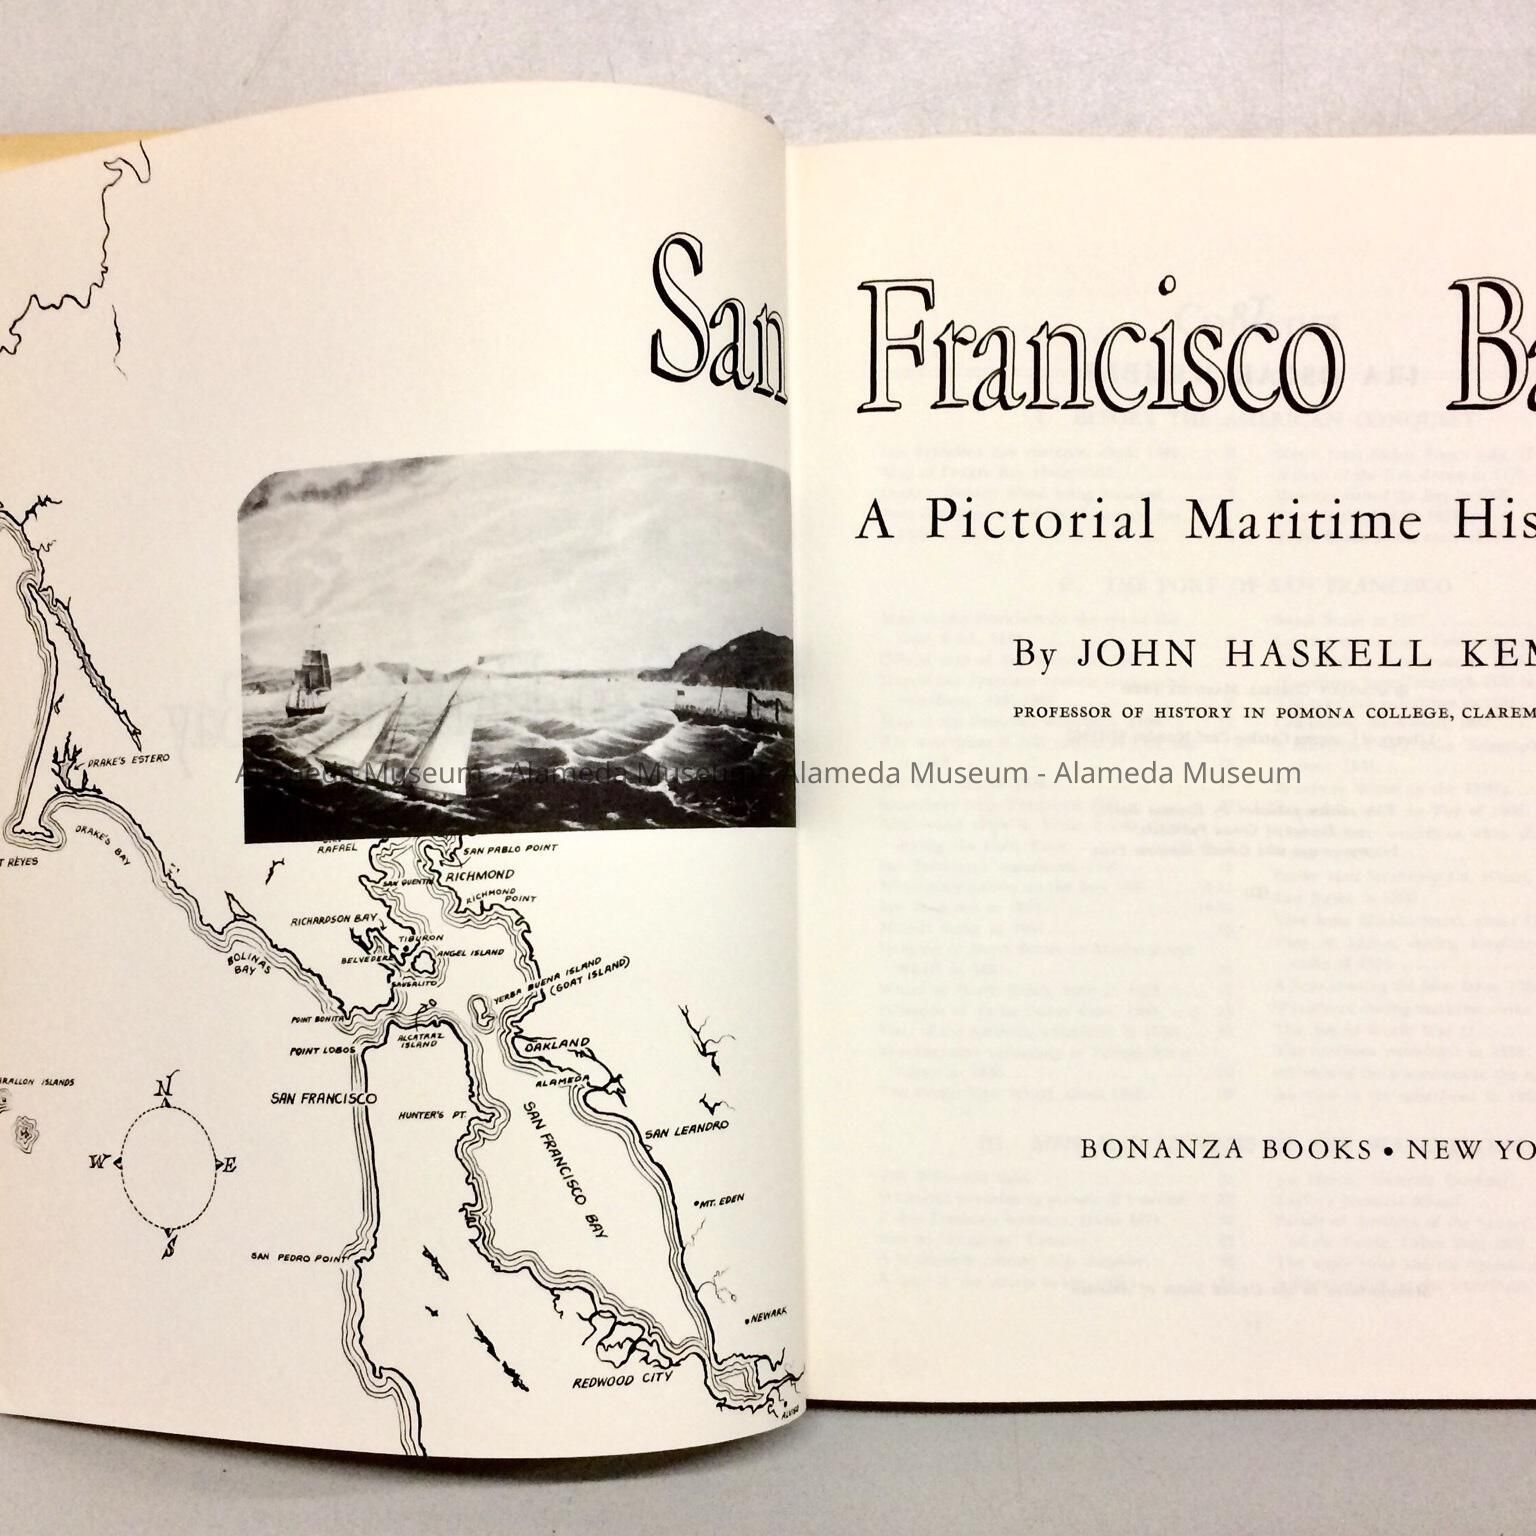 San Francisco Ba
A Pictorial Maritime His
By JOHN HASKELL KEM
PROFESSOR OF HISTORY IN POMONA COLLEGE, CLAREM
BONANZA BOOKS • NEW YO
Alameda Museum - Alameda Museum - Alameda Museum - Alameda Museum
DRAKE'S ESTERO
DRAKE'S BAY
T REYES
RAFAEL
SAN PABLO POINT
SAN QUENTIN
RICHMOND
RICHMOND
POINT
RICHARDSON BAY
TIBURON
BELVEDERE
ANGEL ISLAND
SAUSALITO
BOLINAS
BAY
YERBA BUENA ISLAND
(GOAT ISLAND)
POINT BONITA
ALCATRAZ
ISLAND
POINT LOBOS
OAKLAND
ALAMEDA
RALLON ISLANDS
N
W
E
S
SAN FRANCISCO
HUNTER'S PT.
SAN FRANCISCO BAY
SAN LEANDRO
MT. EDEN
SAN PEDRO POINT
NEWARK
REDWOOD CITY
ALVISO